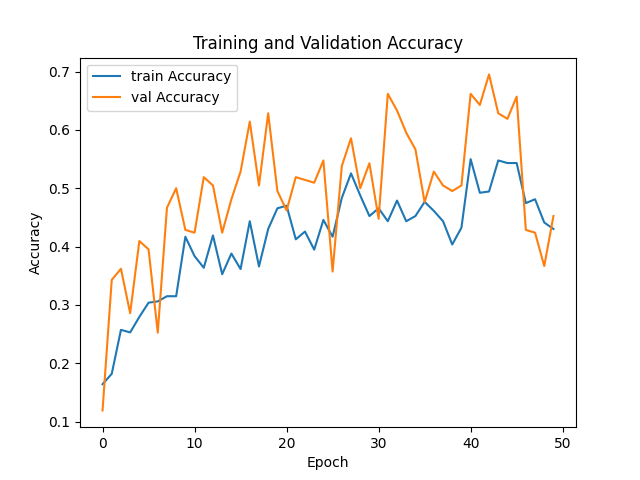 Training and Validation Accuracy
train Accuracy
val Accuracy
0.7
0.6
0.5
0.4
0.3
0.2
0.1
Accuracy
0 10 20 30 40 50
Epoch